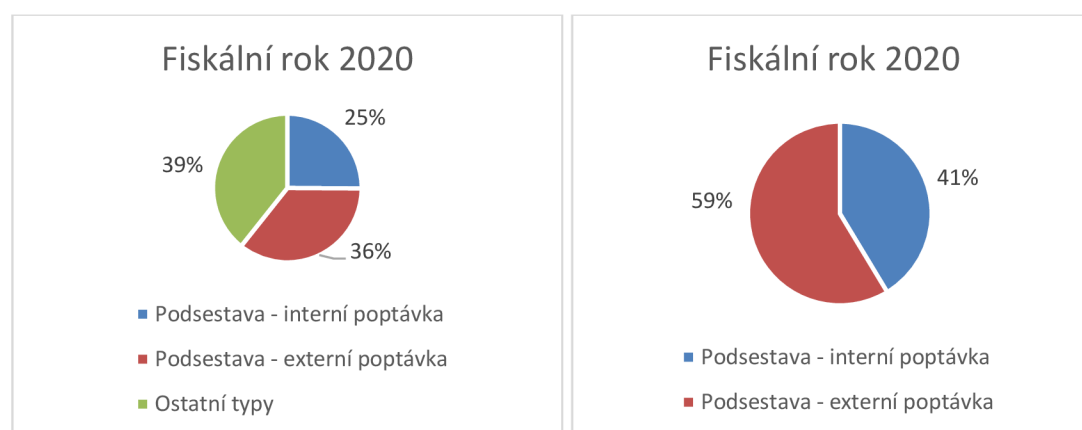 Fiskální rok 2020
25%
39%
36%
Podsestava - interní poptávka
Podsestava - externí poptávka
Ostatní typy
Fiskální rok 2020
41%
59%
Podsestava - interní poptávka
Podsestava - externí poptávka